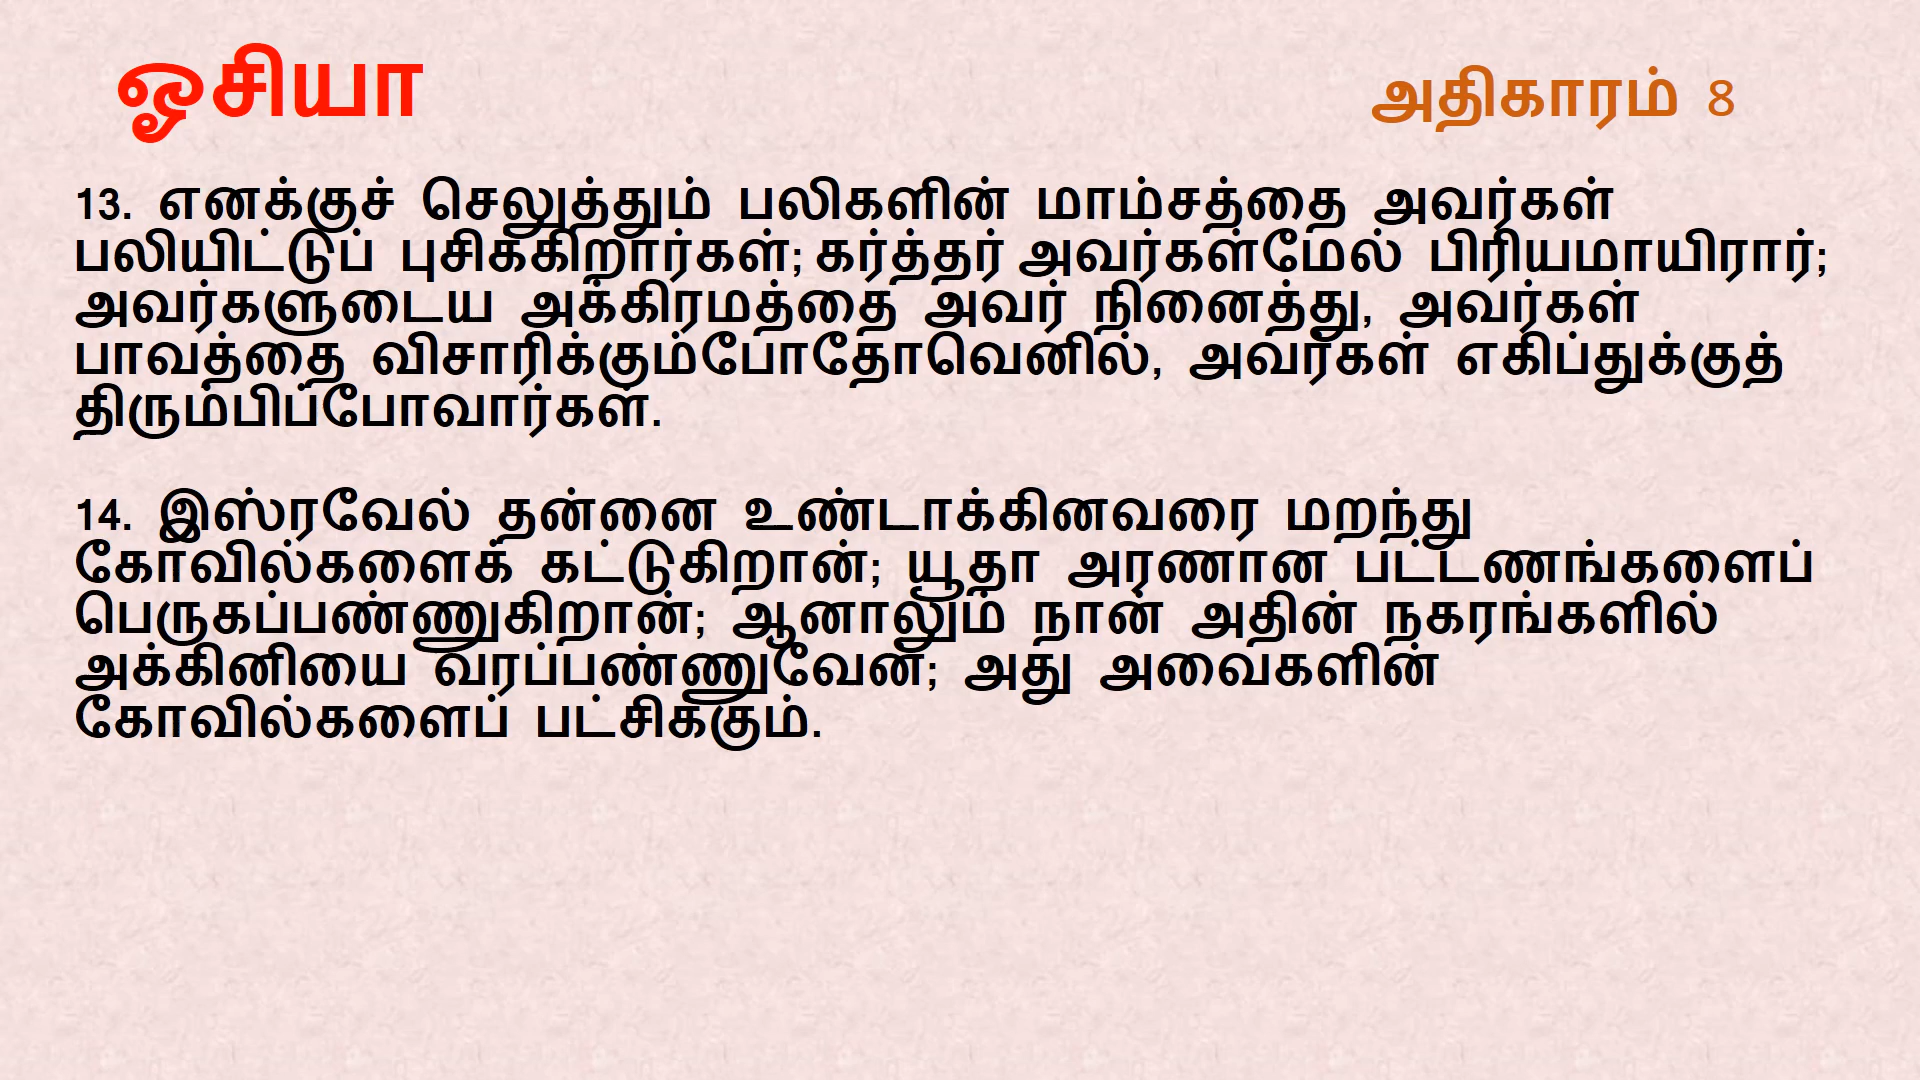 ஓசியா
அதிகாரம் 8
13. எனக்குச் செலுத்தும் பலிகளின் மாம்சத்தை அவர்கள்
பலியிட்டுப் புசிக்கிறார்கள்; கர்த்தர் அவர்கள்மேல் பிரியமாயிரார்;
அவர்களுடைய அக்கிரமத்தை அவர் நினைத்து, அவர்கள்
பாவத்தை விசாரிக்கும்போதோவெனில், அவர்கள் எகிப்துக்குத்
திரும்பிப்போவார்கள்.
14. இஸ்ரவேல் தன்னை உண்டாக்கினவரை மறந்து
கோவில்களைக் கட்டுகிறான்; யூதா அரணான பட்டணங்களைப்
பெருகப்பண்ணுகிறான்; ஆனாலும் நான் அதின் நகரங்களில்
அக்கினியை வரப்பண்ணுவேன்; அது அவைகளின்
கோவில்களைப் பட்சிக்கும்.